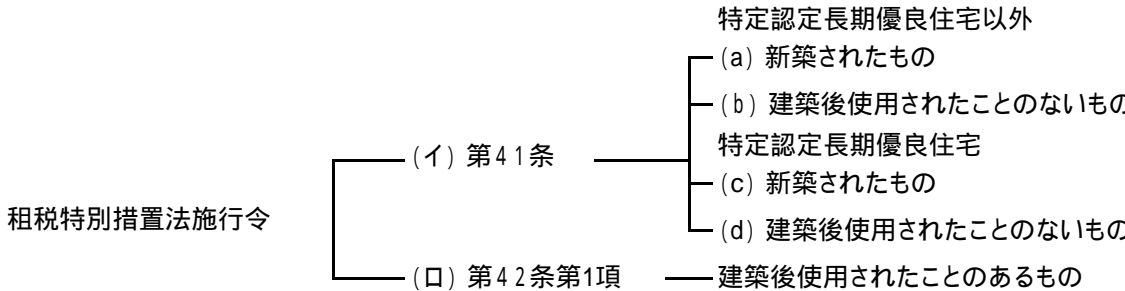 特定認定長期優良住宅以外
(a) 新築されたもの
(b) 建築後使用されたことのないもの
(イ) 第41条
特定認定長期優良住宅
(c) 新築されたもの
租税特別措置法施行令
(d) 建築後使用されたことのないもの
(ロ) 第42条第1項
建築後使用されたことのあるもの